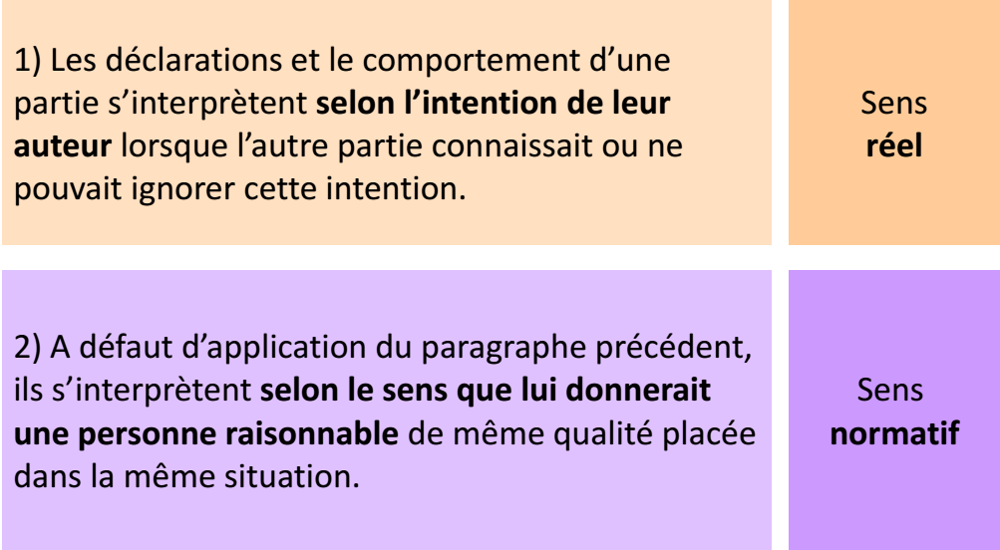 1) Les déclarations et le comportement d’une
partie s’interprètent selon l’intention de leur
auteur lorsque l’autre partie connaissait ou ne
pouvait ignorer cette intention.
Sens
réel
2) A défaut d’application du paragraphe précédent,
ils s’interprètent selon le sens que lui donnerait
une personne raisonnable de même qualité placée
dans la même situation.
Sens
normatif